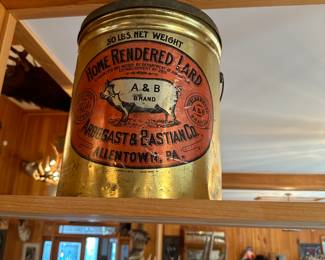 50 LBS. NET WEIGHT
HOME RENDERED LARD
A & B
BRAND
ARBOGAST & BASTIAN CO.
ALLENTOWN, PA.